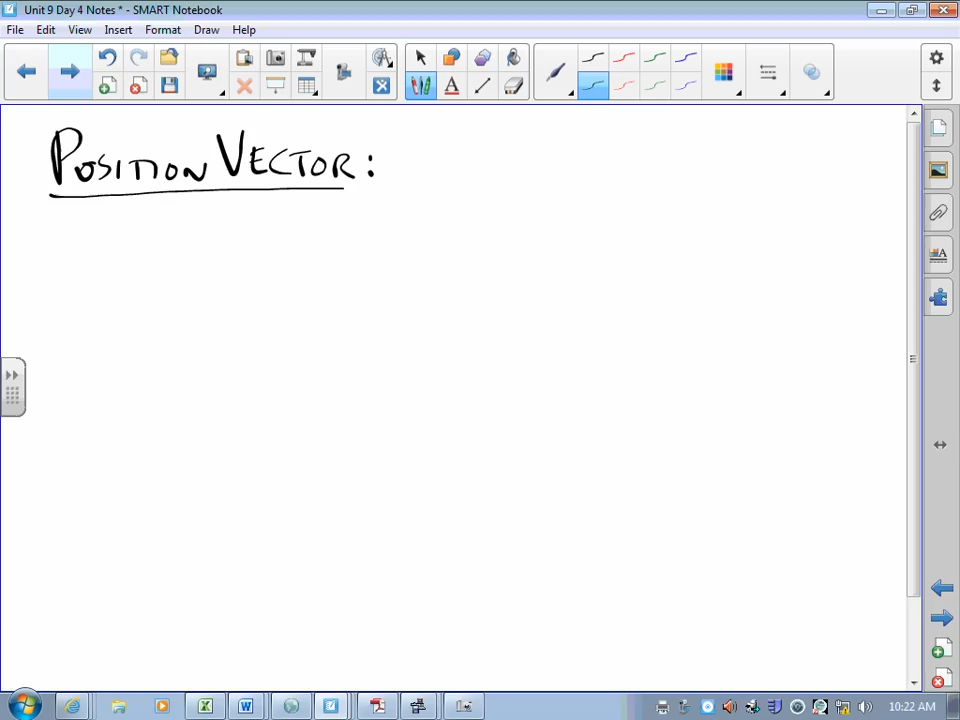 Unit 9 Day 4 Notes * - SMART Notebook
File Edit View Insert Format Draw Help
POSITION VECTOR:
10:22 AM